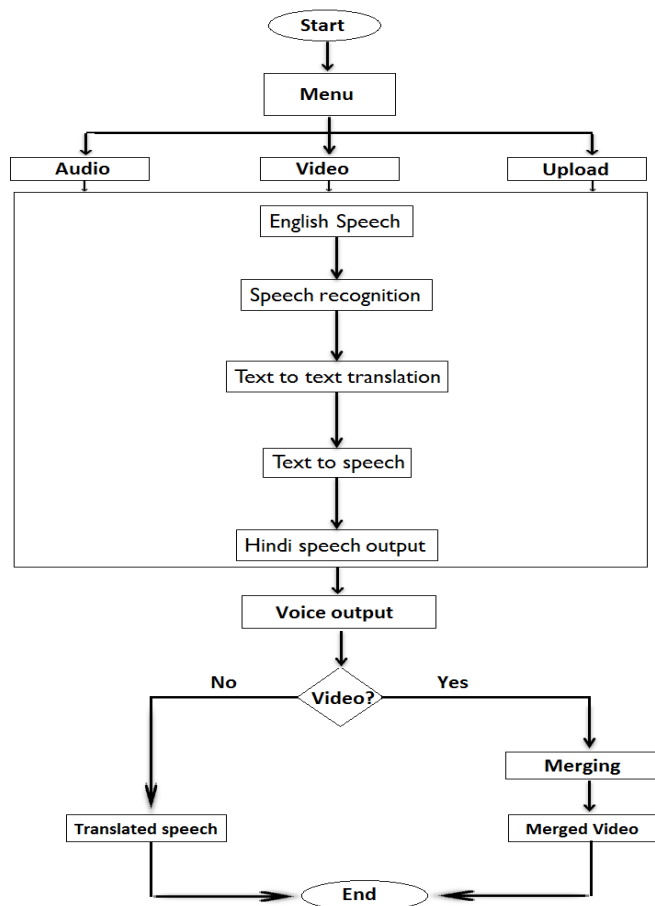 Start
Menu
Audio
Video
Upload
English Speech
Speech recognition
Text to text translation
Text to speech
Hindi speech output
Voice output
Video?
No
Yes
Merging
Translated speech
Merged Video
End